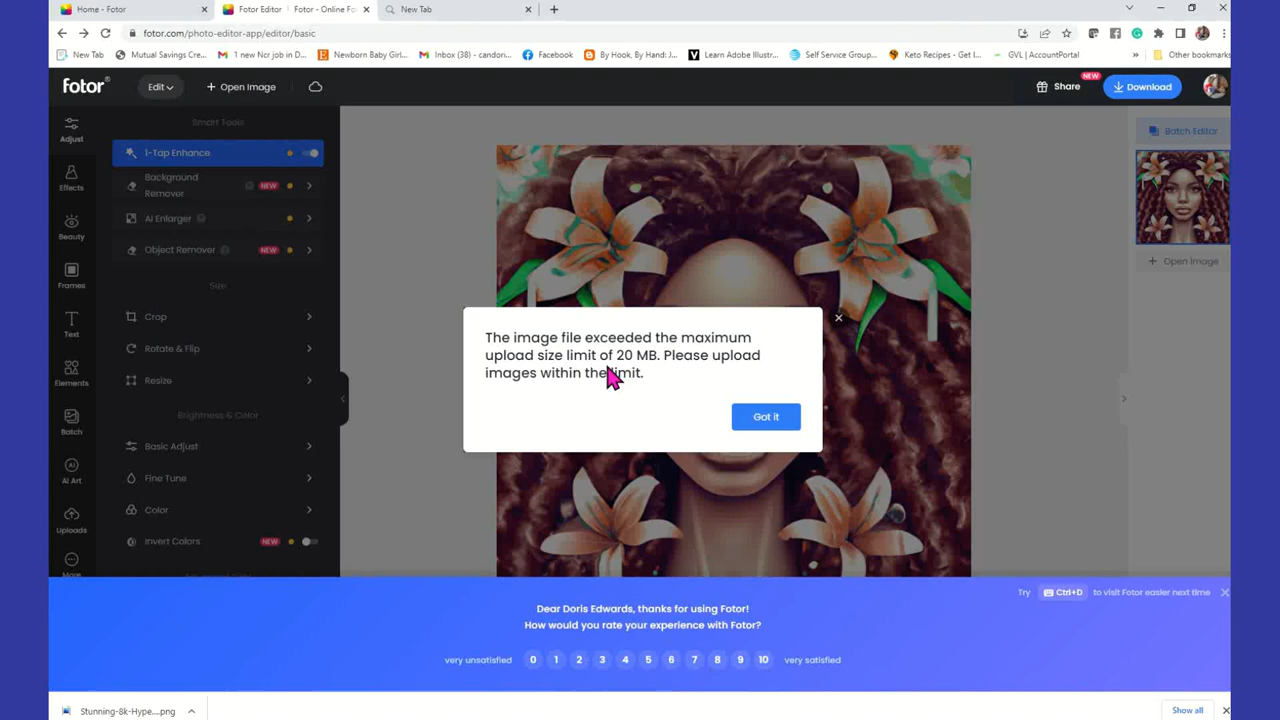 Home - Fotor
Fotor Editor
Fotor - Online Fo
New Tab
fotor.com/photo-editor-app/editor/basic
New Tab
Mutual Savings Cre...
1 new Ncr job in D...
Newborn Baby Girl...
Inbox (38) - candori...
Facebook
By Hook, By Hand: J...
Learn Adobe Illustr...
Self Service Group...
Keto Recipes - Get I...
GVL | AccountPortal
»
Other bookmarks
fotor®
Edit
+ Open Image
Share
NEW
Download
Adjust
Effects
Beauty
Frames
Text
Elements
Batch
AI Art
Uploads
More
Smart Tools
1-Tap Enhance
Background
Remover
NEW
AI Enlarger
Object Remover
NEW
Size
Crop
Rotate & Flip
Resize
Brightness & Color
Basic Adjust
Fine Tune
Color
Invert Colors
NEW
Batch Editor
+ Open Image
The image file exceeded the maximum
upload size limit of 20 MB. Please upload
images within the limit.
Got it
Try Ctrl+D to visit Fotor easier next time
Dear Doris Edwards, thanks for using Fotor!
How would you rate your experience with Fotor?
very unsatisfied 0 1 2 3 4 5 6 7 8 9 10 very satisfied
Stunning-8k-Hype....png
Show all